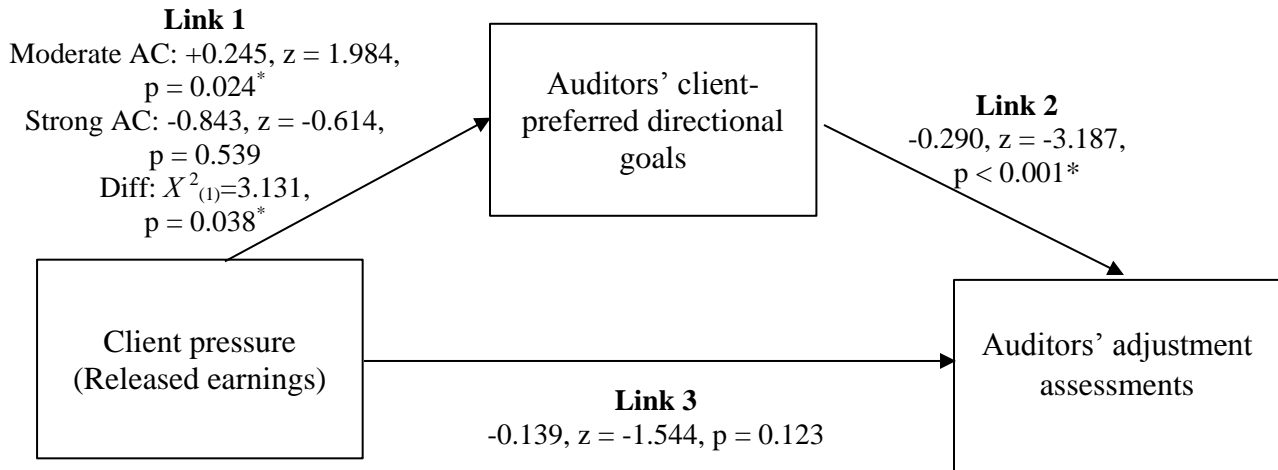 Link 1
Moderate AC: +0.245, z = 1.984,
p = 0.024*
Strong AC: -0.843, z = -0.614,
p = 0.539
Diff: X²₍₁₎=3.131,
p = 0.038*
Auditors’ client-
preferred directional
goals
Link 2
-0.290, z = -3.187,
p < 0.001*
Client pressure
(Released earnings)
Auditors’ adjustment
assessments
Link 3
-0.139, z = -1.544, p = 0.123